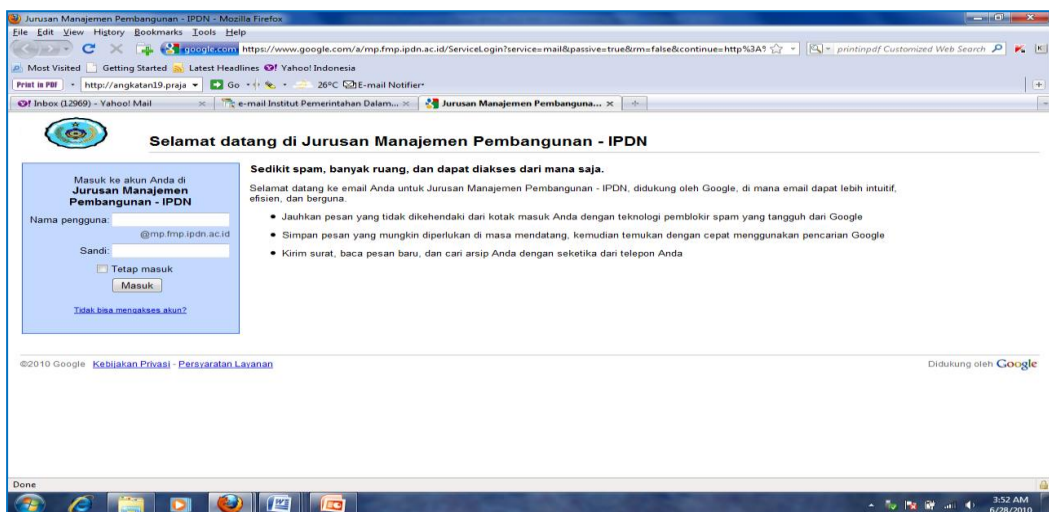 Jurusan Manajemen Pembangunan - IPDN - Mozilla Firefox
File Edit View History Bookmarks Tools Help
google.com https://www.google.com/a/mp.fmp.ipdn.ac.id/ServiceLogin?service=mail&passive=true&rm=false&continue=http%3A% printinpdf Customized Web Search
Most Visited Getting Started Latest Headlines Yahoo! Indonesia
Print in PDF http://angkatan19.praja Go 26°C E-mail Notifier
Inbox (12969) - Yahoo! Mail e-mail Institut Pemerintahan Dalam... Jurusan Manajemen Pembanguna...
Selamat datang di Jurusan Manajemen Pembangunan - IPDN
Masuk ke akun Anda di
Jurusan Manajemen
Pembangunan - IPDN
Nama pengguna:
@mp.fmp.ipdn.ac.id
Sandi:
Tetap masuk
Masuk
Tidak bisa mengakses akun?
Sedikit spam, banyak ruang, dan dapat diakses dari mana saja.
Selamat datang ke email Anda untuk Jurusan Manajemen Pembangunan - IPDN, didukung oleh Google, di mana email dapat lebih intuitif,
efisien, dan berguna.
• Jauhkan pesan yang tidak dikehendaki dari kotak masuk Anda dengan teknologi pemblokir spam yang tangguh dari Google
• Simpan pesan yang mungkin diperlukan di masa mendatang, kemudian temukan dengan cepat menggunakan pencarian Google
• Kirim surat, baca pesan baru, dan cari arsip Anda dengan seketika dari telepon Anda
©2010 Google Kebijakan Privasi - Persyaratan Layanan
Didukung oleh Google
Done
3:52 AM
6/28/2010